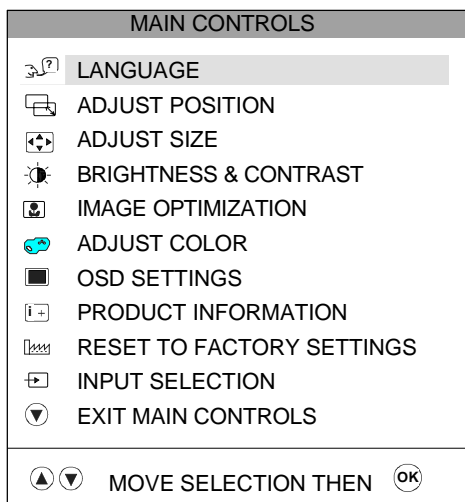 MAIN CONTROLS
? LANGUAGE
ADJUST POSITION
ADJUST SIZE
BRIGHTNESS & CONTRAST
IMAGE OPTIMIZATION
ADJUST COLOR
OSD SETTINGS
i+ PRODUCT INFORMATION
RESET TO FACTORY SETTINGS
INPUT SELECTION
EXIT MAIN CONTROLS
MOVE SELECTION THEN OK